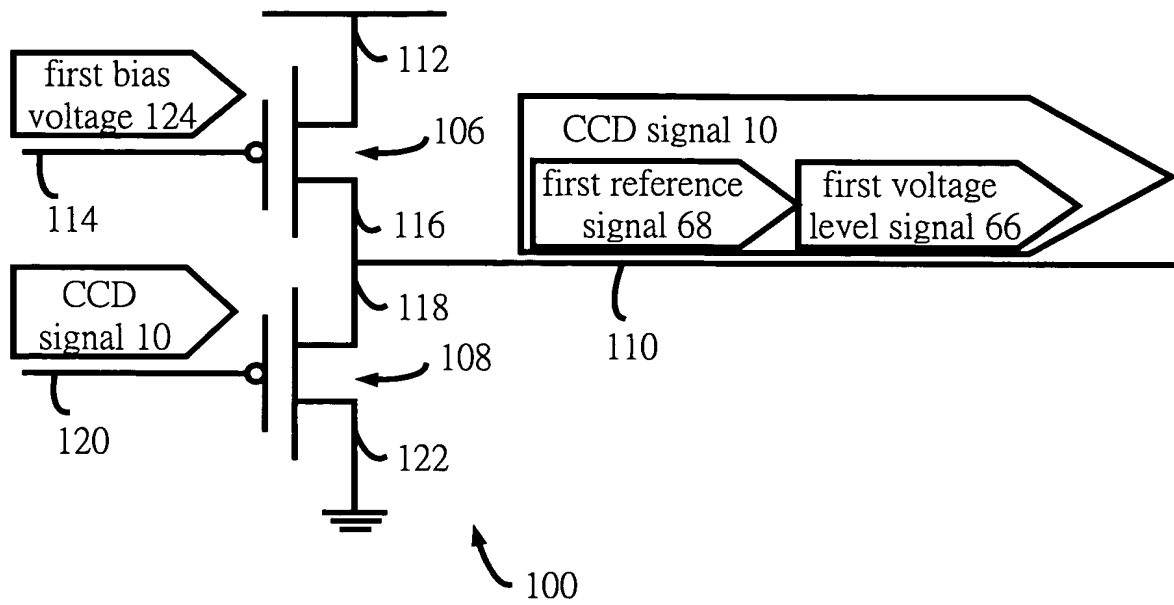 112
first bias
voltage 124
106
CCD signal 10
first reference
signal 68
first voltage
level signal 66
114
116
CCD
signal 10
118
110
108
120
122
100